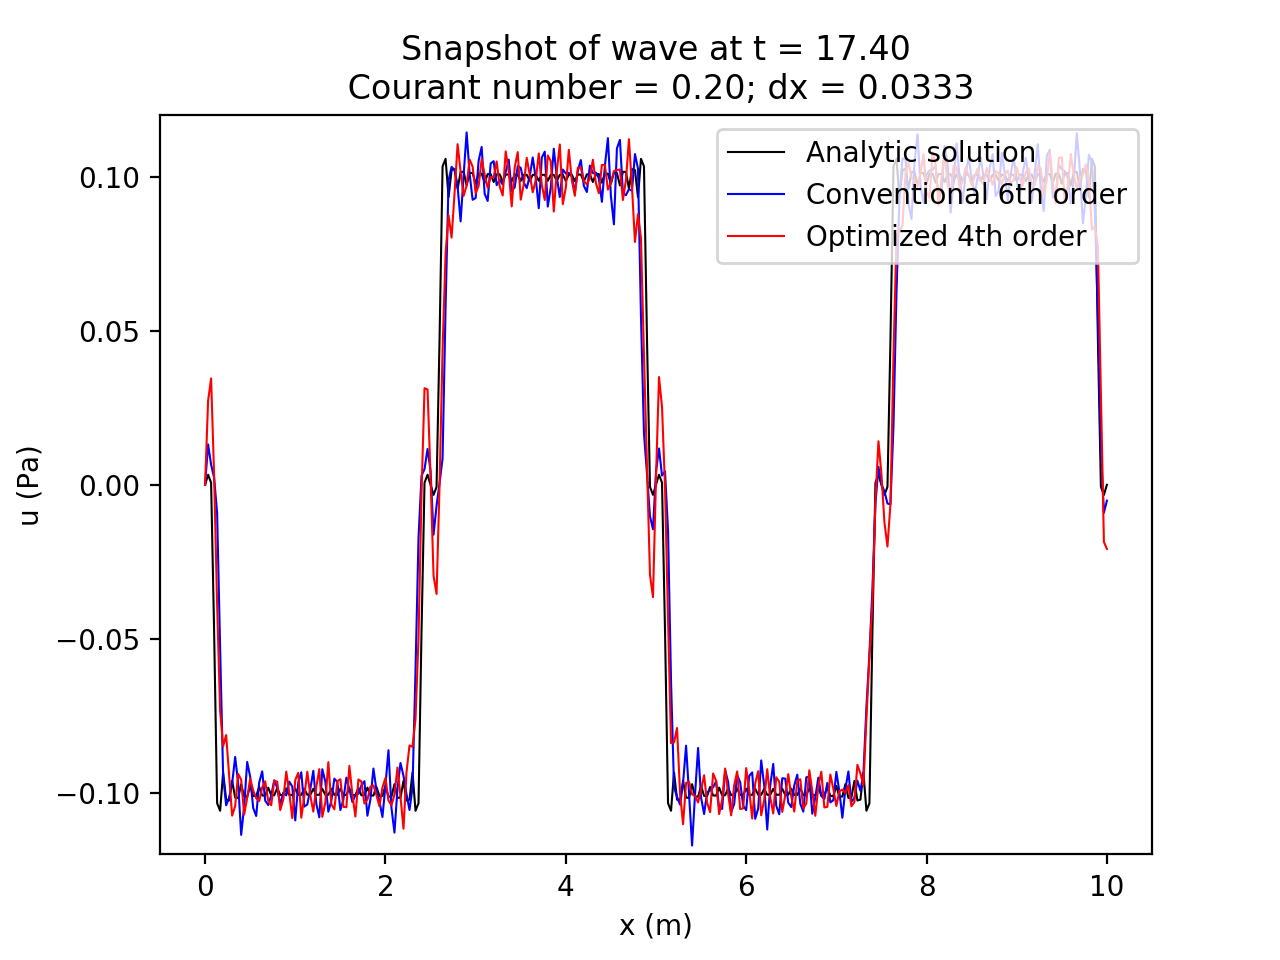 Snapshot of wave at t = 17.40
Courant number = 0.20; dx = 0.0333
Analytic solution
Conventional 6th order
Optimized 4th order
0.10
0.05
0.00
−0.05
−0.10
u (Pa)
0 2 4 6 8 10
x (m)